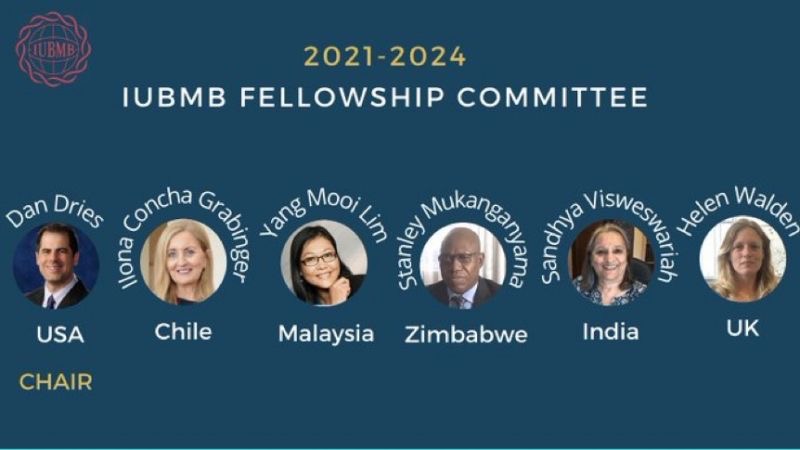 IUBMB
2021-2024
IUBMB FELLOWSHIP COMMITTEE
Dan Dries
Ilona Concha Grabinger
Yang Mooi Lim
Stanley Mukanganyama
Sandhya Visweswariah
Helen Walden
USA
Chile
Malaysia
Zimbabwe
India
UK
CHAIR